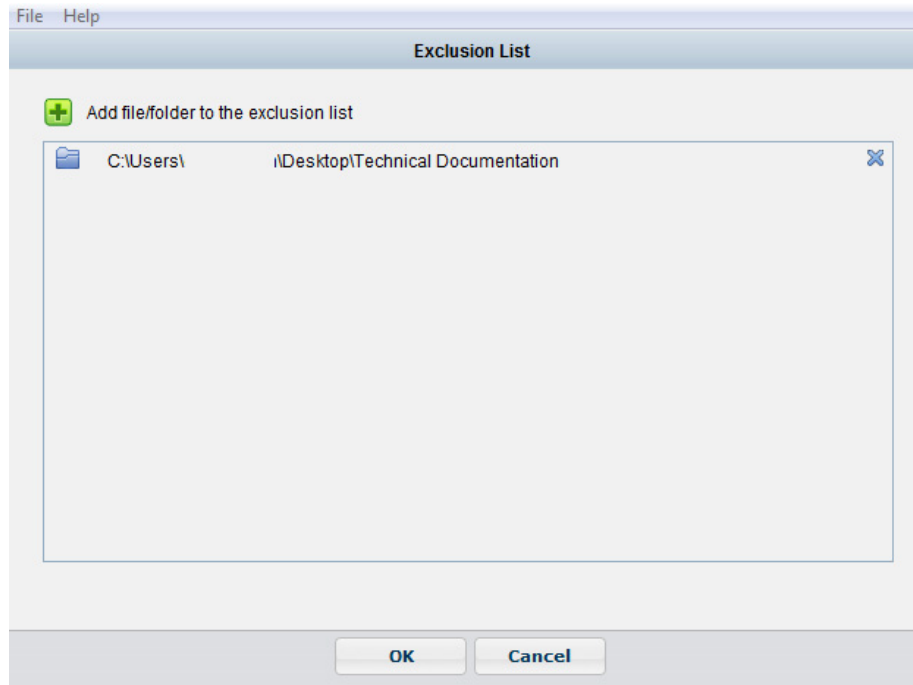 File Help
Exclusion List
Add file/folder to the exclusion list
C:\Users\ \Desktop\Technical Documentation
OK Cancel